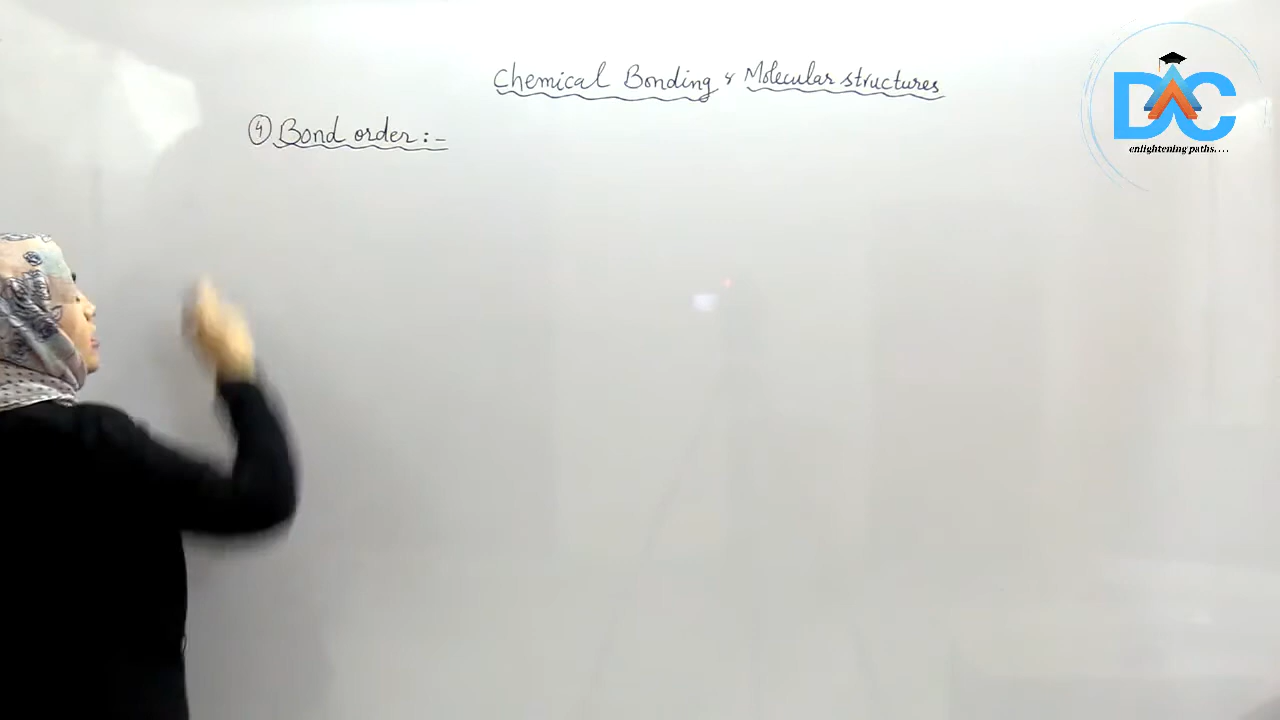 Chemical Bonding & Molecular structures
④ Bond order :-
DAC
enlightening paths....